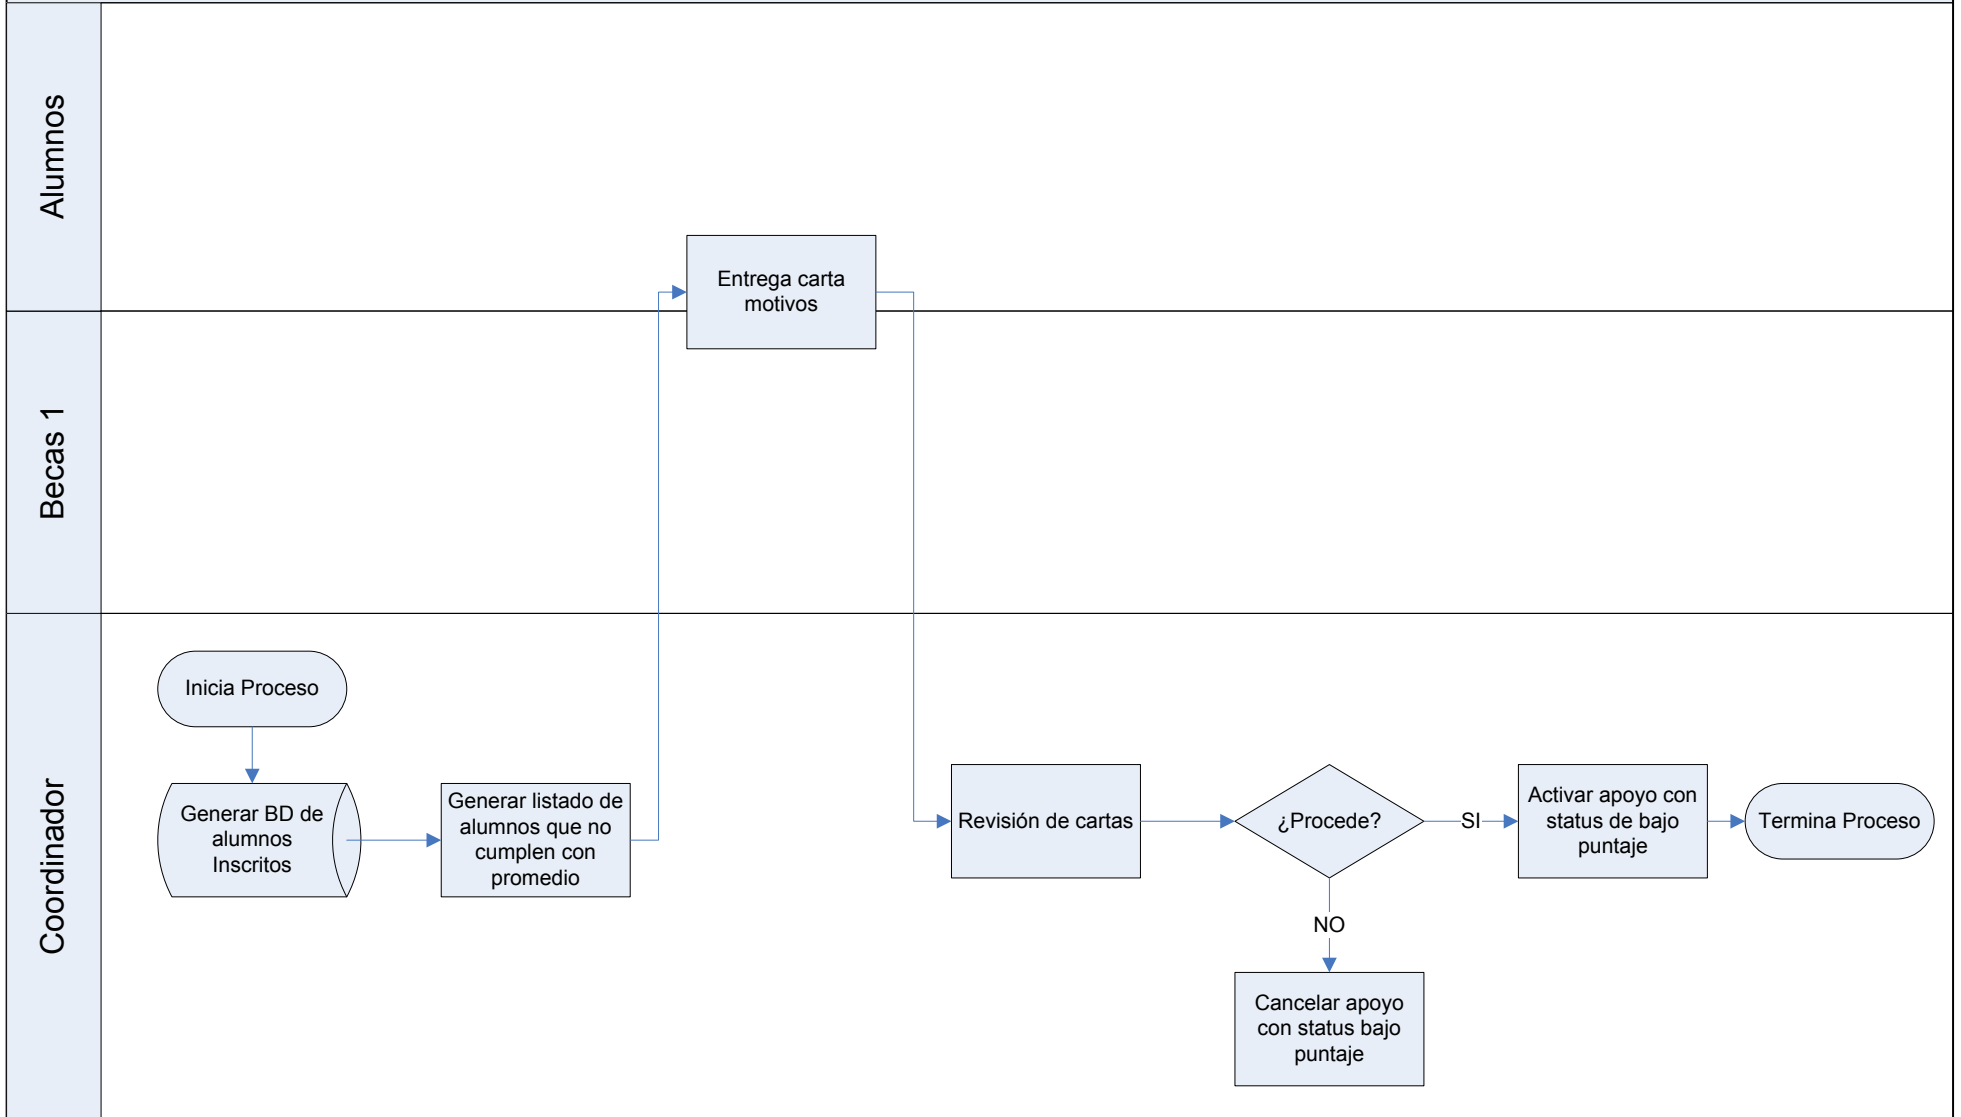 Alumnos
Entrega carta
motivos
Becas 1
Coordinador
Inicia Proceso
Generar BD de
alumnos
Inscritos
Generar listado de
alumnos que no
cumplen con
promedio
Revisión de cartas
¿Procede?
SI
Activar apoyo con
status de bajo
puntaje
Termina Proceso
NO
Cancelar apoyo
con status bajo
puntaje